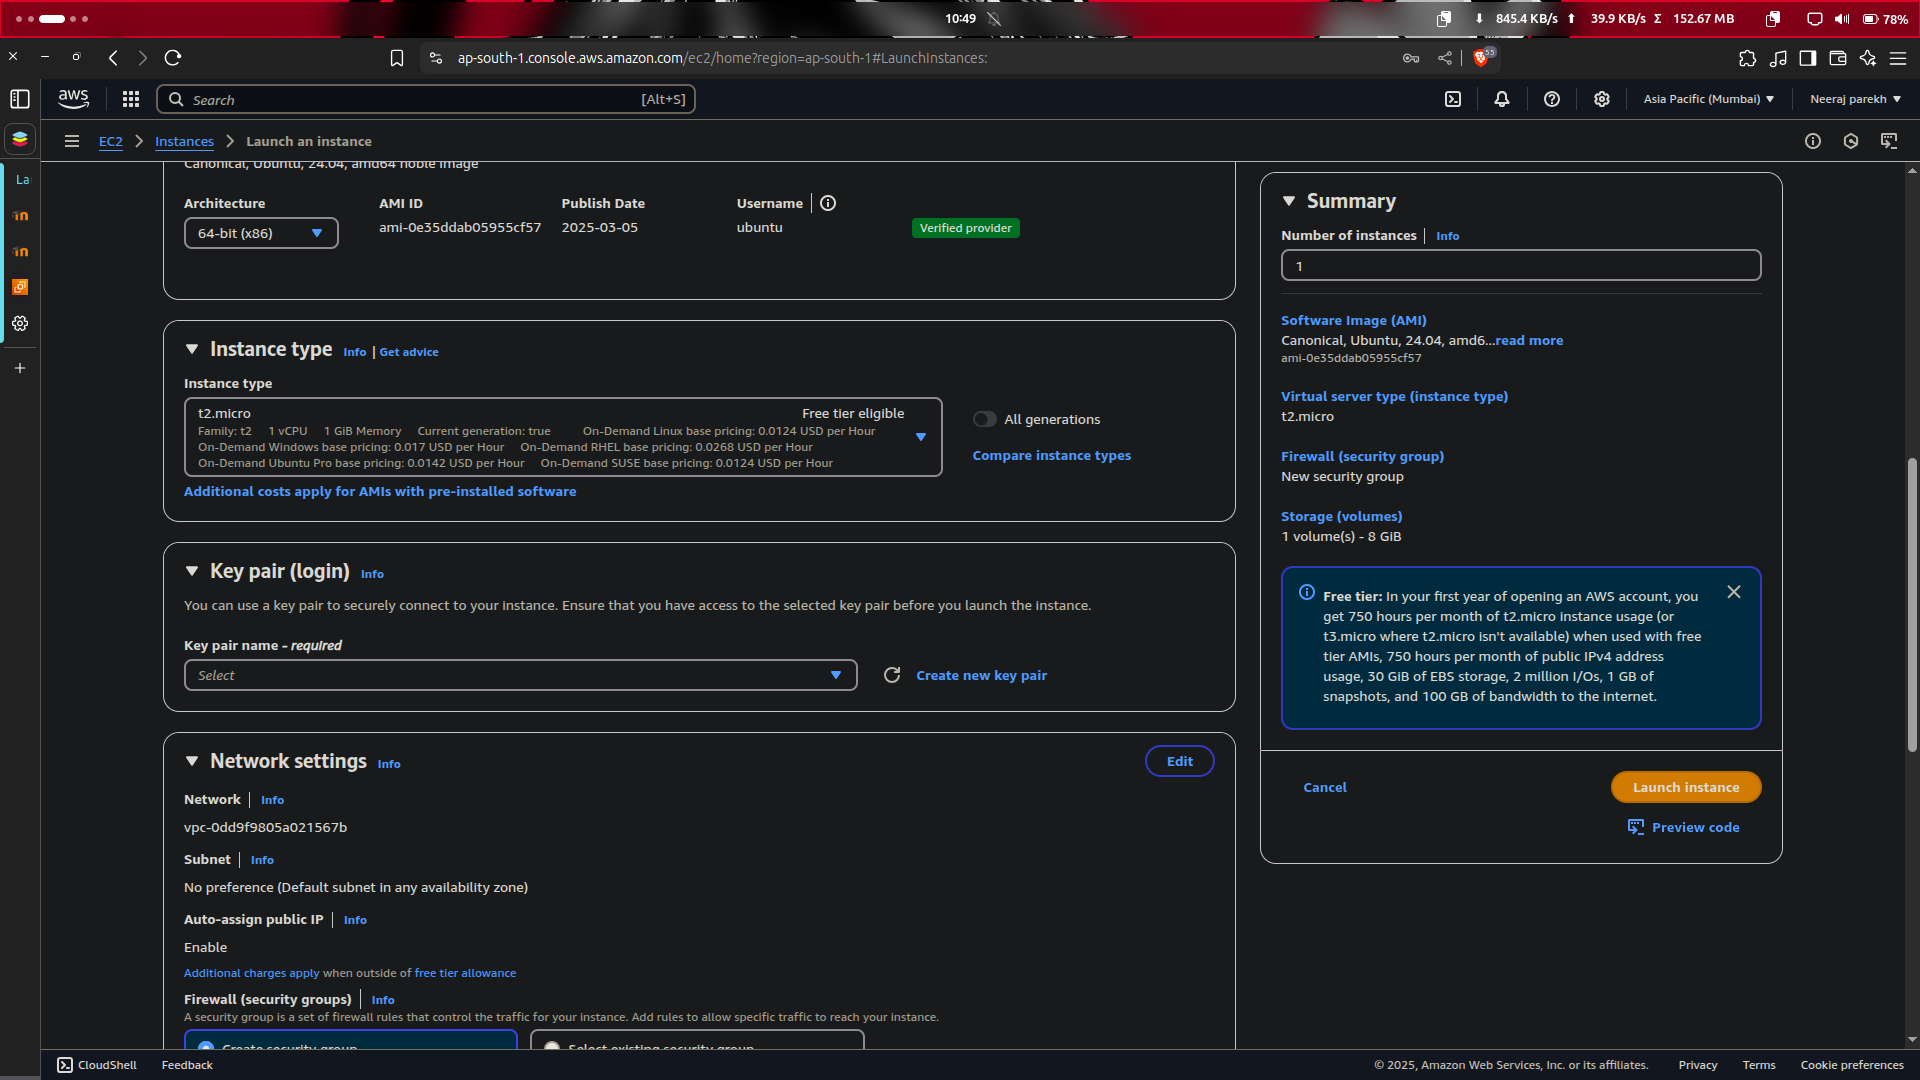 10:49
845.4 KB/s 39.9 KB/s Σ 152.67 MB 78%
ap-south-1.console.aws.amazon.com/ec2/home?region=ap-south-1#LaunchInstances:
55
aws Search [Alt+S] Asia Pacific (Mumbai) Neeraj parekh
EC2 Instances Launch an instance
Canonical, Ubuntu, 24.04, amd64 noble image
Architecture AMI ID Publish Date Username
64-bit (x86) ami-0e35ddab05955cf57 2025-03-05 ubuntu Verified provider
Instance type Info | Get advice
Instance type
t2.micro Free tier eligible
Family: t2 1 vCPU 1 GiB Memory Current generation: true On-Demand Linux base pricing: 0.0124 USD per Hour
On-Demand Windows base pricing: 0.017 USD per Hour On-Demand RHEL base pricing: 0.0268 USD per Hour
On-Demand Ubuntu Pro base pricing: 0.0142 USD per Hour On-Demand SUSE base pricing: 0.0124 USD per Hour
All generations
Compare instance types
Additional costs apply for AMIs with pre-installed software
Key pair (login) Info
You can use a key pair to securely connect to your instance. Ensure that you have access to the selected key pair before you launch the instance.
Key pair name - required
Select Create new key pair
Network settings Info Edit
Network Info
vpc-0dd9f9805a021567b
Subnet Info
No preference (Default subnet in any availability zone)
Auto-assign public IP Info
Enable
Additional charges apply when outside of free tier allowance
Firewall (security groups) Info
A security group is a set of firewall rules that control the traffic for your instance. Add rules to allow specific traffic to reach your instance.
Create security group Select existing security group
Summary
Number of instances Info
1
Software Image (AMI)
Canonical, Ubuntu, 24.04, amd6...read more
ami-0e35ddab05955cf57
Virtual server type (instance type)
t2.micro
Firewall (security group)
New security group
Storage (volumes)
1 volume(s) - 8 GiB
Free tier: In your first year of opening an AWS account, you
get 750 hours per month of t2.micro instance usage (or
t3.micro where t2.micro isn't available) when used with free
tier AMIs, 750 hours per month of public IPv4 address
usage, 30 GiB of EBS storage, 2 million I/Os, 1 GB of
snapshots, and 100 GB of bandwidth to the internet.
Cancel Launch instance
Preview code
CloudShell Feedback © 2025, Amazon Web Services, Inc. or its affiliates. Privacy Terms Cookie preferences